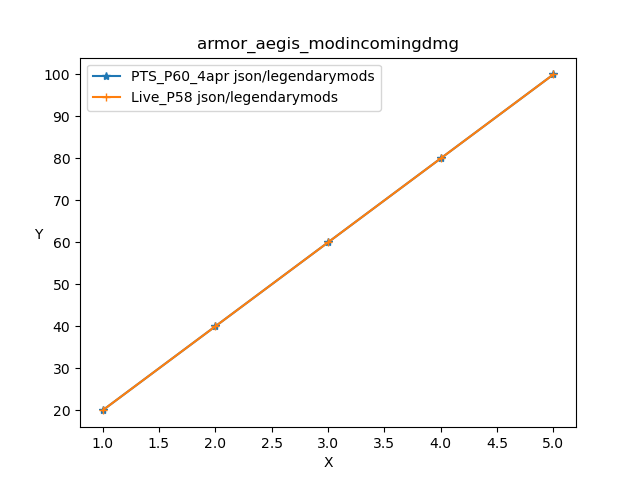 armor_aegis_modincomingdmg
PTS_P60_4apr json/legendarymods
Live_P58 json/legendarymods
100
90
80
70
60
50
40
30
20
Y
1.0 1.5 2.0 2.5 3.0 3.5 4.0 4.5 5.0
X